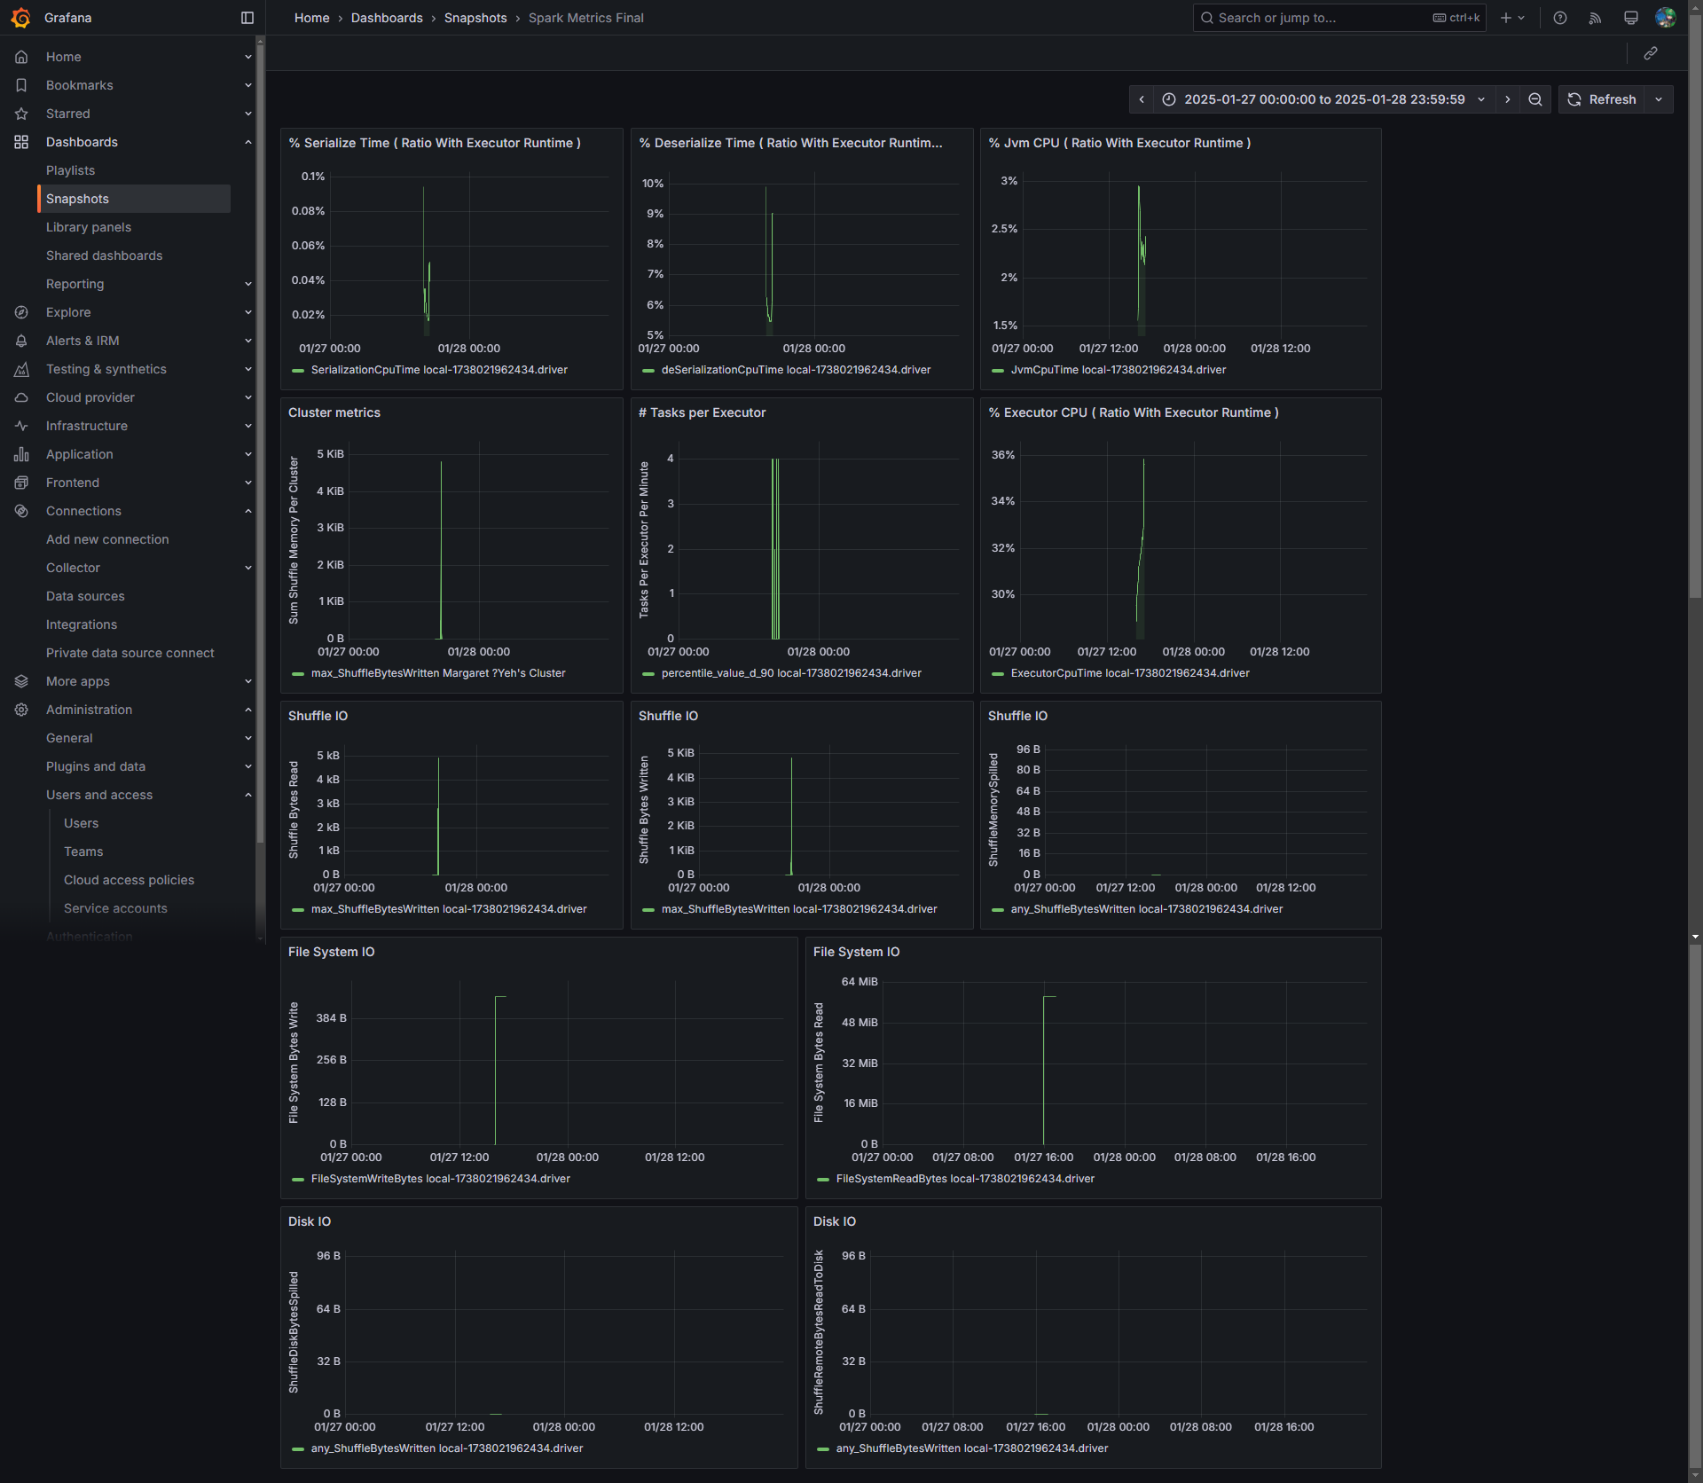 Grafana
Home › Dashboards › Snapshots › Spark Metrics Final
Search or jump to...
ctrl+k
Home
Bookmarks
Starred
Dashboards
Playlists
Snapshots
Library panels
Shared dashboards
Reporting
Explore
Alerts & IRM
Testing & synthetics
Cloud provider
Infrastructure
Application
Frontend
Connections
Add new connection
Collector
Data sources
Integrations
Private data source connect
More apps
Administration
General
Plugins and data
Users and access
Users
Teams
Cloud access policies
Service accounts
Authentication
2025-01-27 00:00:00 to 2025-01-28 23:59:59
Refresh
% Serialize Time ( Ratio With Executor Runtime )
0.1%
0.08%
0.06%
0.04%
0.02%
01/27 00:00 01/28 00:00
SerializationCpuTime local-1738021962434.driver
% Deserialize Time ( Ratio With Executor Runtim...
10%
9%
8%
7%
6%
5%
01/27 00:00 01/28 00:00
deSerializationCpuTime local-1738021962434.driver
% Jvm CPU ( Ratio With Executor Runtime )
3%
2.5%
2%
1.5%
01/27 00:00 01/27 12:00 01/28 00:00 01/28 12:00
JvmCpuTime local-1738021962434.driver
Cluster metrics
Sum Shuffle Memory Per Cluster
5 KiB
4 KiB
3 KiB
2 KiB
1 KiB
0 B
01/27 00:00 01/28 00:00
max_ShuffleBytesWritten Margaret ?Yeh's Cluster
# Tasks per Executor
Tasks Per Executor Per Minute
4
3
2
1
0
01/27 00:00 01/28 00:00
percentile_value_d_90 local-1738021962434.driver
% Executor CPU ( Ratio With Executor Runtime )
36%
34%
32%
30%
01/27 00:00 01/27 12:00 01/28 00:00 01/28 12:00
ExecutorCpuTime local-1738021962434.driver
Shuffle IO
Shuffle Bytes Read
5 kB
4 kB
3 kB
2 kB
1 kB
0 B
01/27 00:00 01/28 00:00
max_ShuffleBytesWritten local-1738021962434.driver
Shuffle IO
Shuffle Bytes Written
5 KiB
4 KiB
3 KiB
2 KiB
1 KiB
0 B
01/27 00:00 01/28 00:00
max_ShuffleBytesWritten local-1738021962434.driver
Shuffle IO
ShuffleMemorySpilled
96 B
80 B
64 B
48 B
32 B
16 B
0 B
01/27 00:00 01/27 12:00 01/28 00:00 01/28 12:00
any_ShuffleBytesWritten local-1738021962434.driver
File System IO
File System Bytes Write
384 B
256 B
128 B
0 B
01/27 00:00 01/27 12:00 01/28 00:00 01/28 12:00
FileSystemWriteBytes local-1738021962434.driver
File System IO
File System Bytes Read
64 MiB
48 MiB
32 MiB
16 MiB
0 B
01/27 00:00 01/27 08:00 01/27 16:00 01/28 00:00 01/28 08:00 01/28 16:00
FileSystemReadBytes local-1738021962434.driver
Disk IO
ShuffleDiskBytesSpilled
96 B
64 B
32 B
0 B
01/27 00:00 01/27 12:00 01/28 00:00 01/28 12:00
any_ShuffleBytesWritten local-1738021962434.driver
Disk IO
ShuffleRemoteBytesReadToDisk
96 B
64 B
32 B
0 B
01/27 00:00 01/27 08:00 01/27 16:00 01/28 00:00 01/28 08:00 01/28 16:00
any_ShuffleBytesWritten local-1738021962434.driver